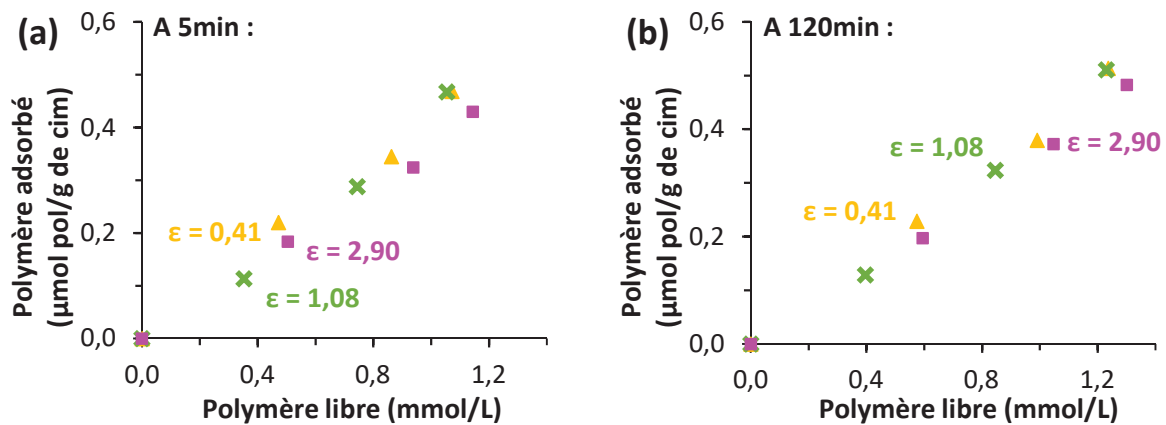 (a)
A 5min :
Polymère adsorbé
(µmol pol/g de cim)
0,6
0,4
0,2
0,0
ε = 0,41
ε = 2,90
ε = 1,08
0,0 0,4 0,8 1,2
Polymère libre (mmol/L)
(b)
A 120min :
Polymère adsorbé
(µmol pol/g de cim)
0,6
0,4
0,2
0,0
ε = 1,08
ε = 2,90
ε = 0,41
0,0 0,4 0,8 1,2
Polymère libre (mmol/L)